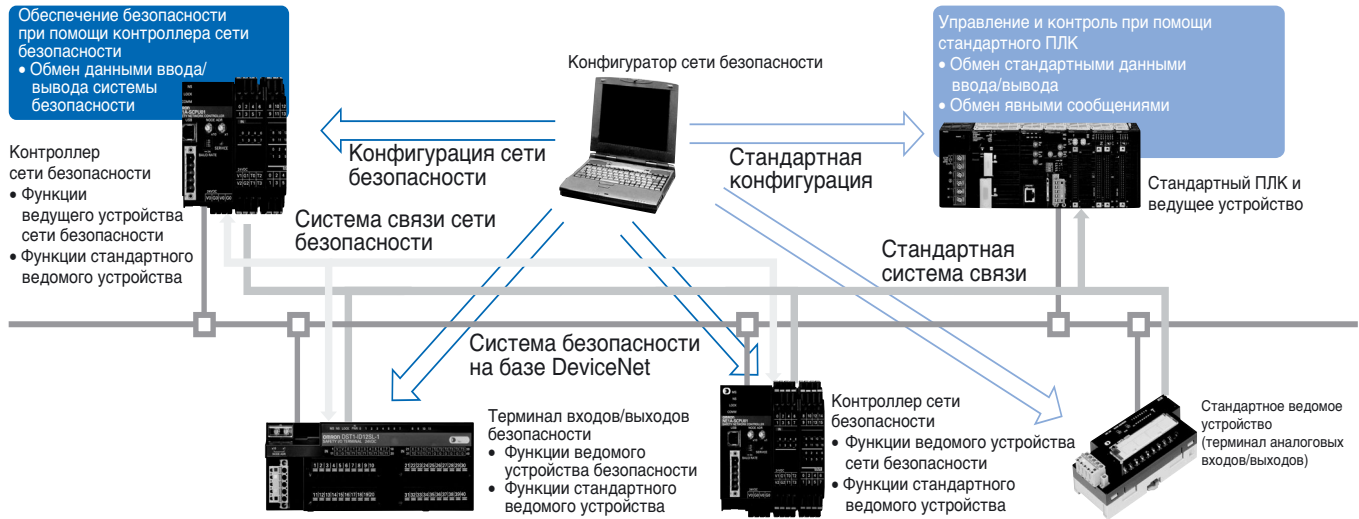 Обеспечение безопасности
при помощи контроллера сети
безопасности
• Обмен данными ввода/
вывода системы
безопасности
Конфигуратор сети безопасности
Управление и контроль при помощи
стандартного ПЛК
• Обмен стандартными данными
ввода/вывода
• Обмен явными сообщениями
Контроллер
сети безопасности
• Функции
ведущего устройства
сети безопасности
• Функции стандартного
ведомого устройства
Конфигурация сети
безопасности
Стандартная
конфигурация
Стандартный ПЛК и
ведущее устройство
Система связи сети
безопасности
Стандартная
система связи
Система безопасности
на базе DeviceNet
Терминал входов/выходов
безопасности
• Функции ведомого
устройства безопасности
• Функции стандартного
ведомого устройства
omron DST1-ID12SL-1
Контроллер сети
безопасности
• Функции ведомого устройства
сети безопасности
• Функции стандартного
ведомого устройства
Стандартное ведомое
устройство
(терминал аналоговых
входов/выходов)